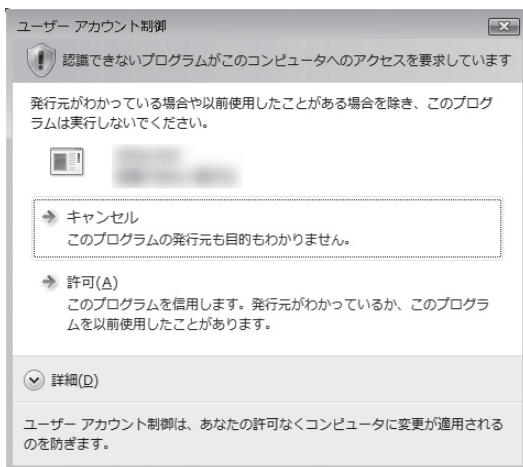 ユーザー アカウント制御
認識できないプログラムがこのコンピュータへのアクセスを要求しています
発行元がわかっている場合や以前使用したことがある場合を除き、このプログ
ラムは実行しないでください。
キャンセル
このプログラムの発行元も目的もわかりません。
許可(A)
このプログラムを信用します。発行元がわかっているか、このプログラ
ムを以前使用したことがあります。
詳細(D)
ユーザー アカウント制御は、あなたの許可なくコンピュータに変更が適用される
のを防ぎます。